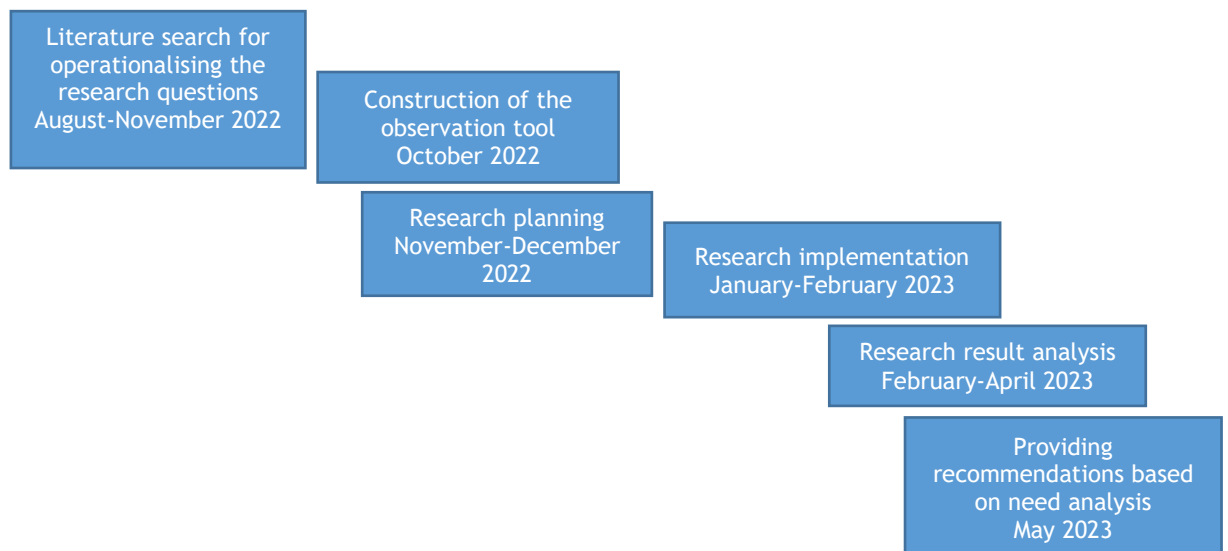 Literature search for
operationalising the
research questions
August-November 2022
Construction of the
observation tool
October 2022
Research planning
November-December
2022
Research implementation
January-February 2023
Research result analysis
February-April 2023
Providing
recommendations based
on need analysis
May 2023